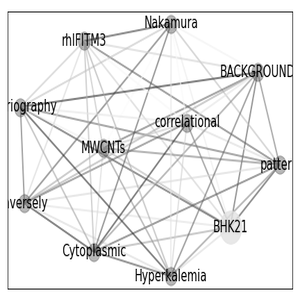 Nakamura
rhIFITM3
BACKGROUND
riography
correlational
MWCNTs
patter
versely
BHK21
Cytoplasmic
Hyperkalemia